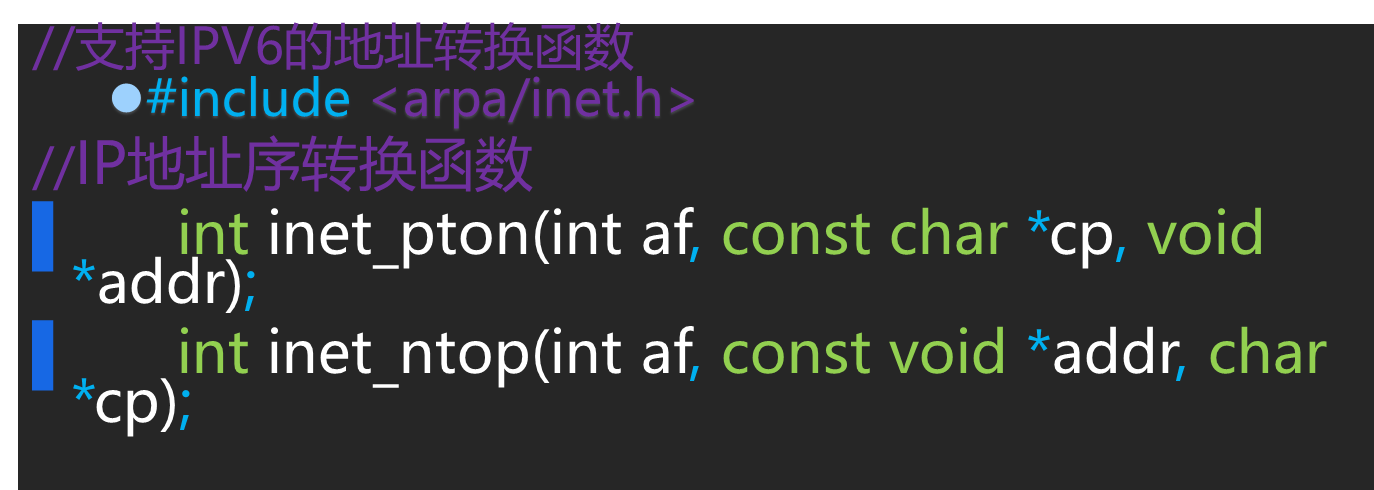 //支持IPV6的地址转换函数
●#include <arpa/inet.h>
//IP地址序转换函数
int inet_pton(int af, const char *cp, void
*addr);
int inet_ntop(int af, const void *addr, char
*cp);